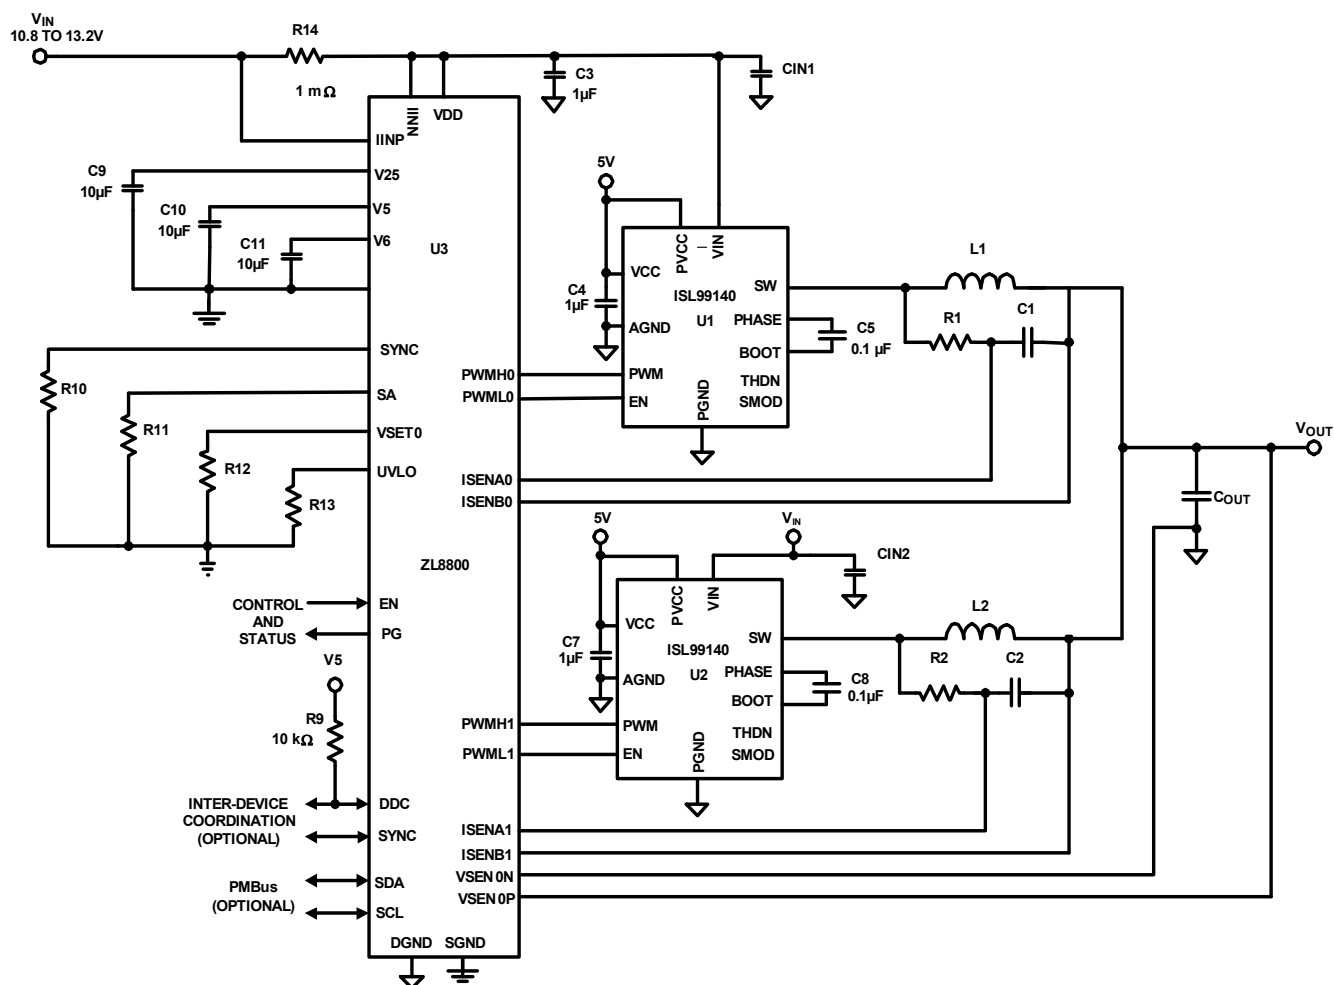 VIN
10.8 TO 13.2V
R14
1 mΩ
C3
1µF
CIN1
IINN
VDD
IINP
C9
10µF
V25
C10
10µF
V5
C11
10µF
V6
U3
5V
PVCC
VIN
VCC
ISL99140
U1
SW
C4
1µF
AGND
PHASE
BOOT
C5
0.1 µF
L1
R1
C1
SYNC
R10
SA
R11
VSET0
R12
UVLO
R13
PWMH0
PWML0
PWM
EN
PGND
THDN
SMOD
VOUT
COUT
ISENA0
ISENB0
5V
VIN
CIN2
ZL8800
CONTROL
AND
STATUS
EN
PG
PVCC
VIN
VCC
ISL99140
U2
SW
C7
1µF
AGND
PHASE
BOOT
C8
0.1µF
L2
R2
C2
V5
R9
10 kΩ
PWMH1
PWML1
PWM
EN
PGND
THDN
SMOD
INTER-DEVICE
COORDINATION
(OPTIONAL)
DDC
SYNC
ISENA1
ISENB1
VSEN0N
VSEN0P
PMBus
(OPTIONAL)
SDA
SCL
DGND
SGND